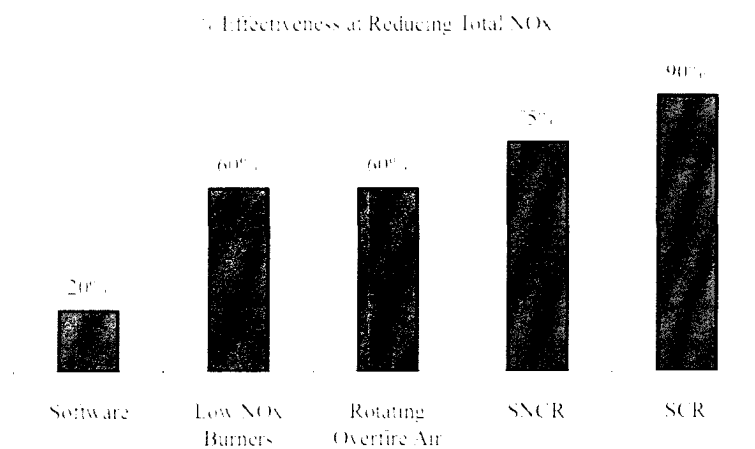 % Effectiveness at Reducing Total NOx
90%
75%
60%
60%
20%
Software
Low NOx
Burners
Rotating
Overfire Air
SNCR
SCR